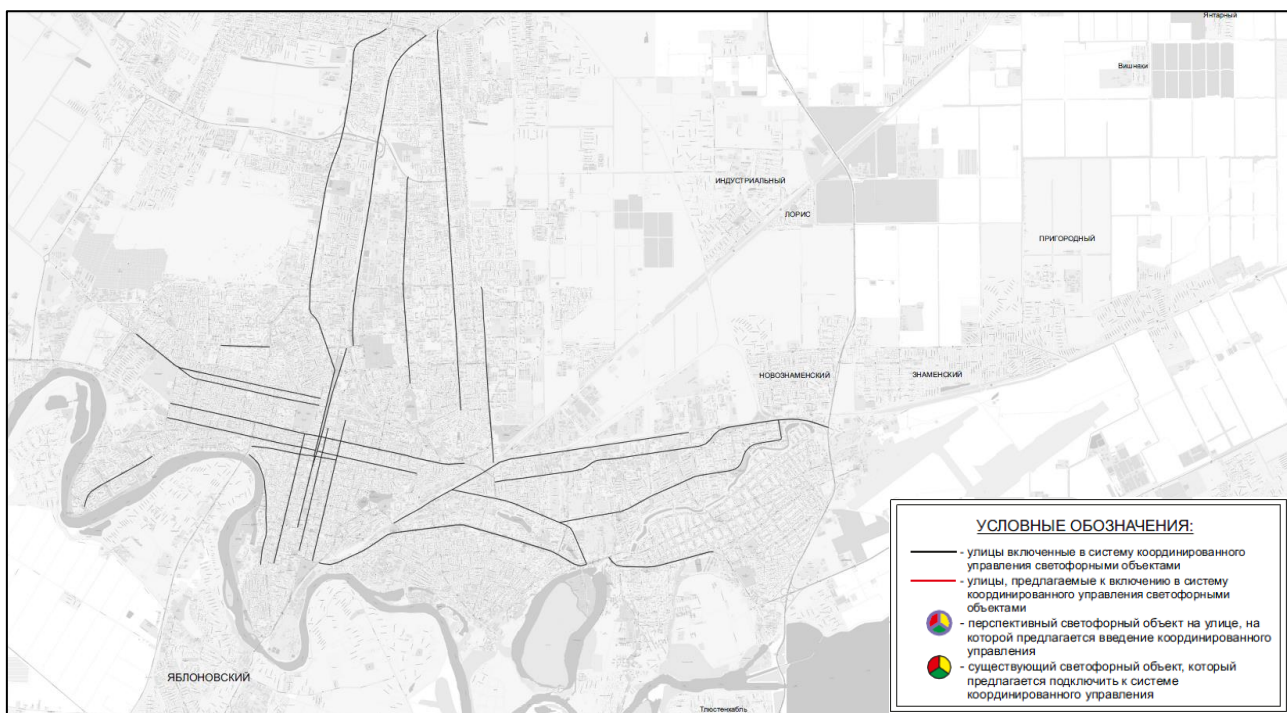 Янтарный
Вишняки
ИНДУСТРИАЛЬНЫЙ
ЛОРИС
ПРИГОРОДНЫЙ
НОВОЗНАМЕНСКИЙ
ЗНАМЕНСКИЙ
ЯБЛОНОВСКИЙ
Тлюстенхабль
УСЛОВНЫЕ ОБОЗНАЧЕНИЯ:
- улицы включенные в систему координированного
управления светофорными объектами
- улицы, предлагаемые к включению в систему
координированного управления светофорными
объектами
- перспективный светофорный объект на улице, на
которой предлагается введение координированного
управления
- существующий светофорный объект, который
предлагается подключить к системе
координированного управления